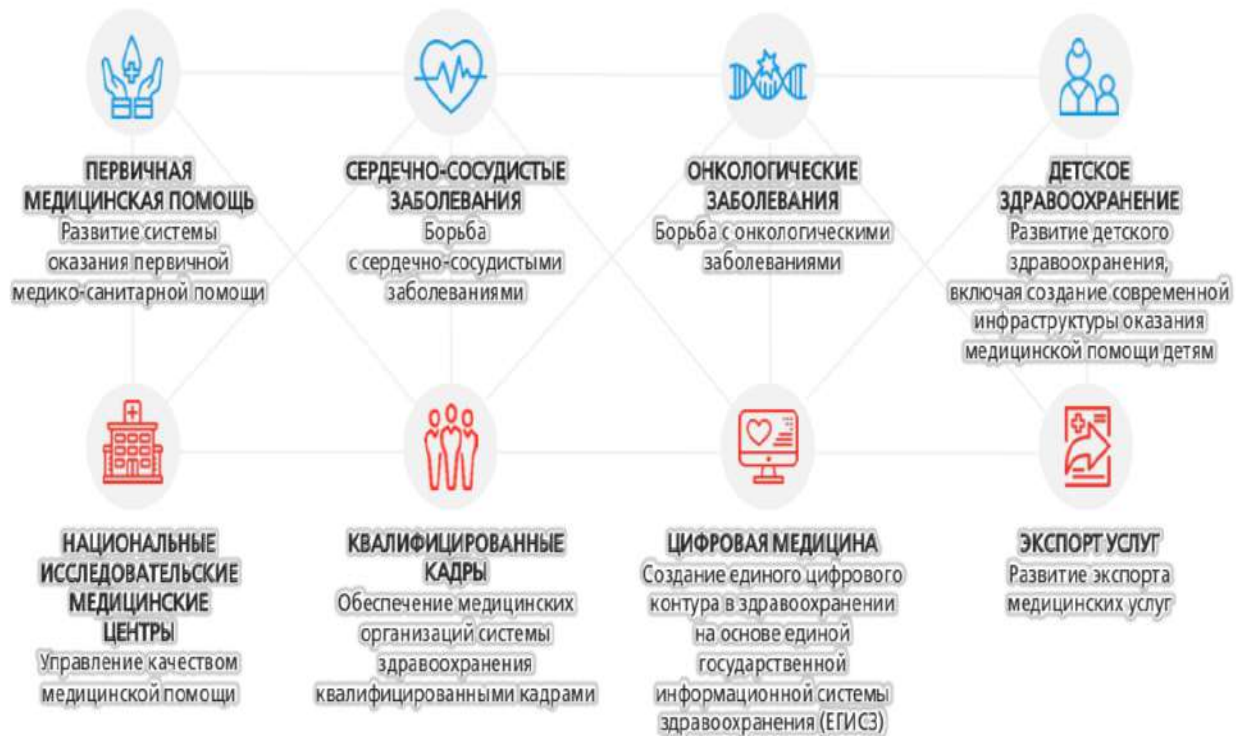 ПЕРВИЧНАЯ
МЕДИЦИНСКАЯ ПОМОЩЬ
Развитие системы
оказания первичной
медико-санитарной помощи
СЕРДЕЧНО-СОСУДИСТЫЕ
ЗАБОЛЕВАНИЯ
Борьба
с сердечно-сосудистыми
заболеваниями
ОНКОЛОГИЧЕСКИЕ
ЗАБОЛЕВАНИЯ
Борьба с онкологическими
заболеваниями
ДЕТСКОЕ
ЗДРАВООХРАНЕНИЕ
Развитие детского
здравоохранения,
включая создание современной
инфраструктуры оказания
медицинской помощи детям
НАЦИОНАЛЬНЫЕ
ИССЛЕДОВАТЕЛЬСКИЕ
МЕДИЦИНСКИЕ
ЦЕНТРЫ
Управление качеством
медицинской помощи
КВАЛИФИЦИРОВАННЫЕ
КАДРЫ
Обеспечение медицинских
организаций системы
здравоохранения
квалифицированными кадрами
ЦИФРОВАЯ МЕДИЦИНА
Создание единого цифрового
контура в здравоохранении
на основе единой
государственной
информационной системы
здравоохранения (ЕГИСЗ)
ЭКСПОРТ УСЛУГ
Развитие экспорта
медицинских услуг